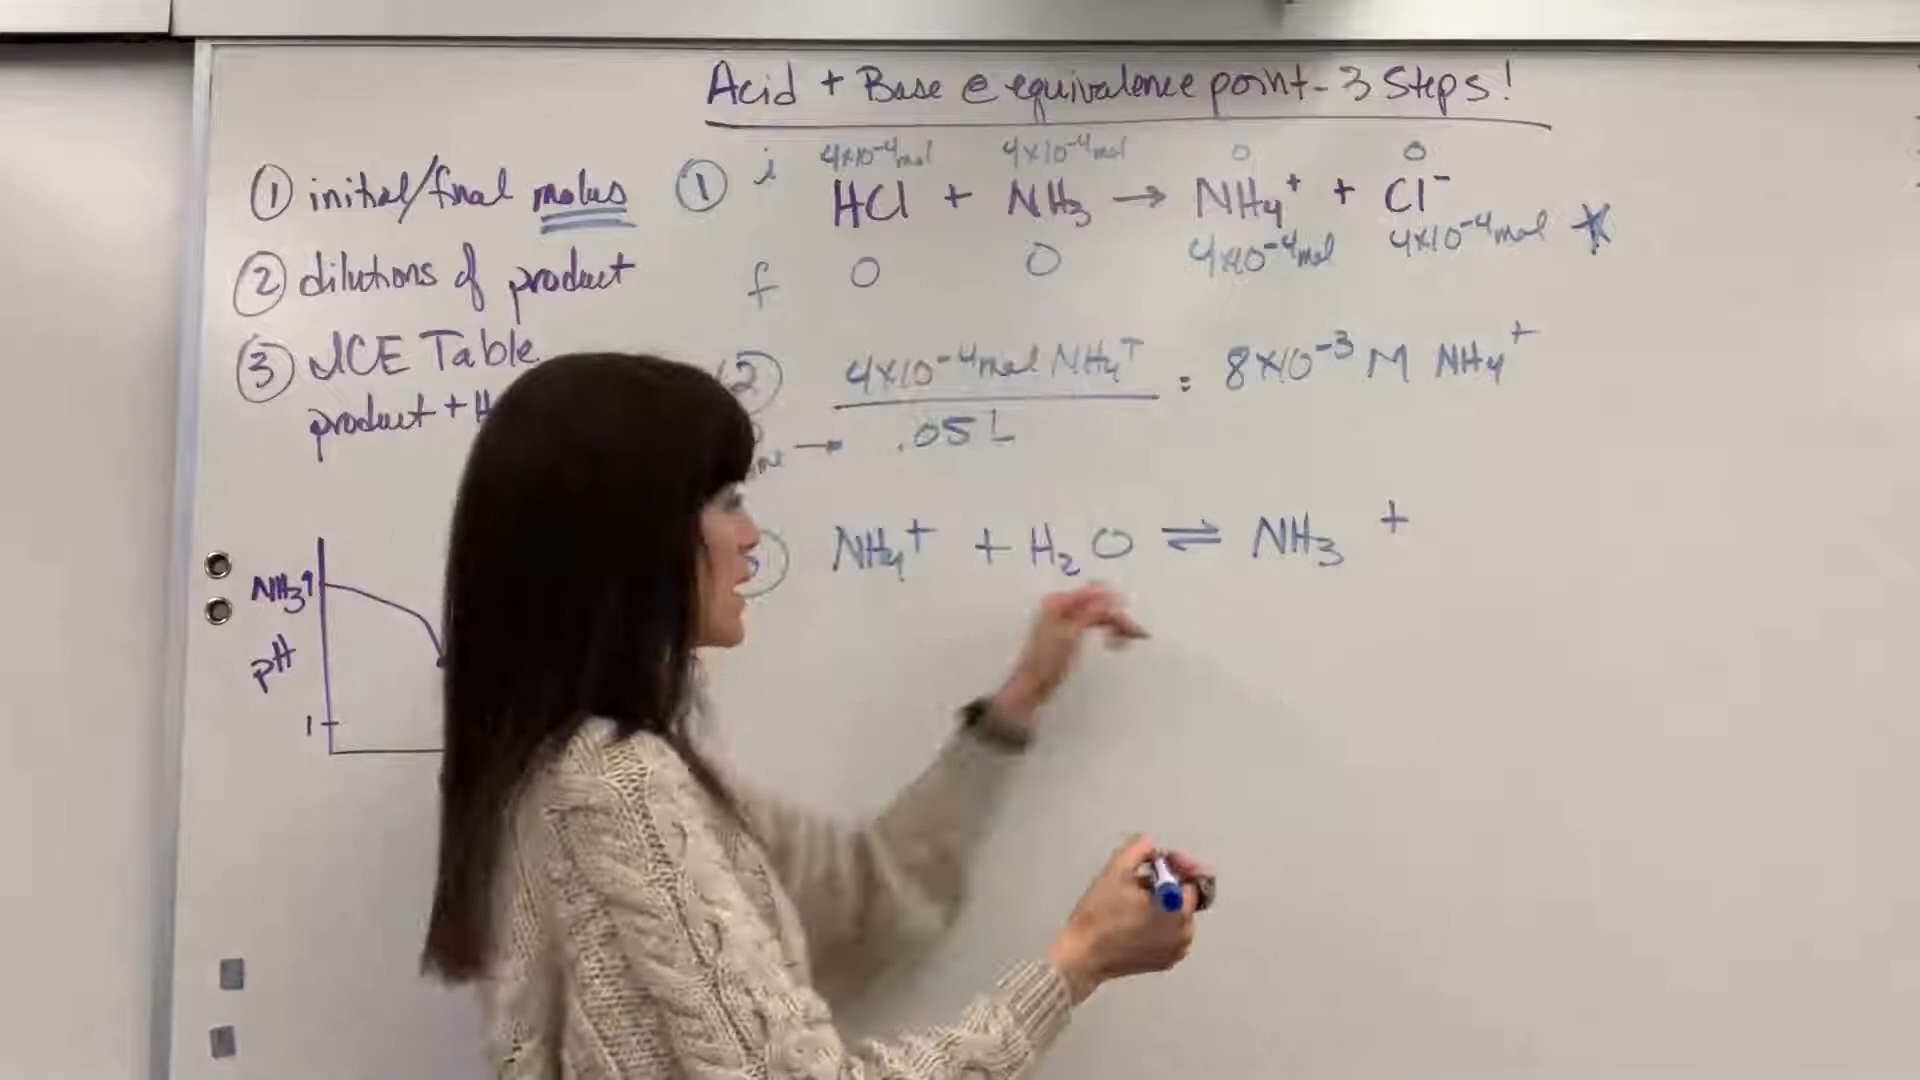 Acid + Base @ equivalence point - 3 Steps!
① initial/final moles
② dilutions of product
③ ICE Table
product + H
① i 4x10⁻⁴mol 4x10⁻⁴mol 0 0
HCl + NH₃ → NH₄⁺ + Cl⁻
f 0 0 4x10⁻⁴mol 4x10⁻⁴mol *
② 4x10⁻⁴mol NH₄⁺ = 8x10⁻³ M NH₄⁺
→ .05 L
NH₄⁺ + H₂O ⇌ NH₃ +
NH₃
pH
1